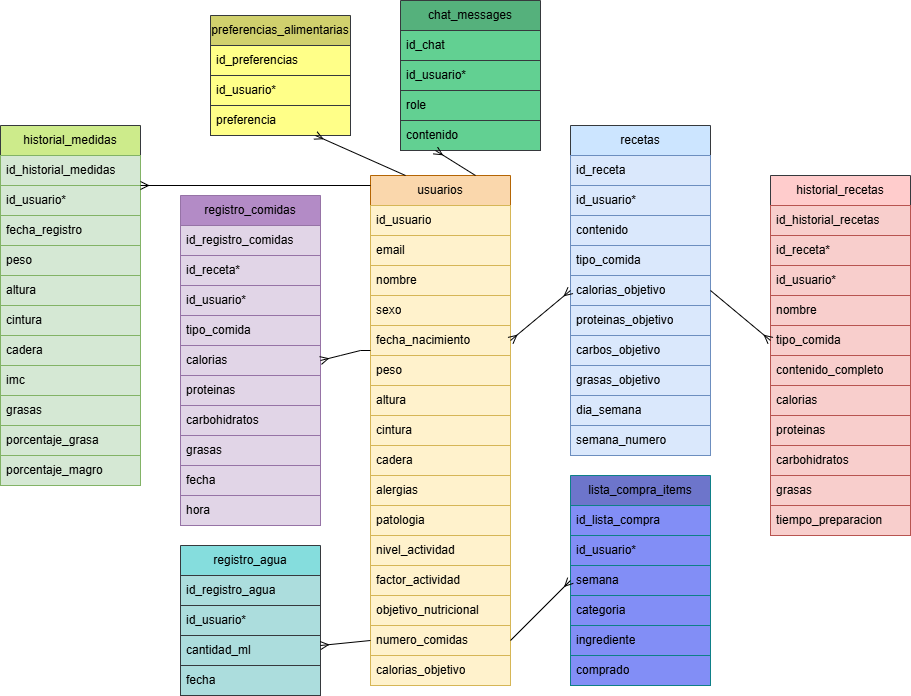 preferencias_alimentarias
id_preferencias
id_usuario*
preferencia
chat_messages
id_chat
id_usuario*
role
contenido
historial_medidas
id_historial_medidas
id_usuario*
fecha_registro
peso
altura
cintura
cadera
imc
grasas
porcentaje_grasa
porcentaje_magro
registro_comidas
id_registro_comidas
id_receta*
id_usuario*
tipo_comida
calorias
proteinas
carbohidratos
grasas
fecha
hora
registro_agua
id_registro_agua
id_usuario*
cantidad_ml
fecha
usuarios
id_usuario
email
nombre
sexo
fecha_nacimiento
peso
altura
cintura
cadera
alergias
patologia
nivel_actividad
factor_actividad
objetivo_nutricional
numero_comidas
calorias_objetivo
recetas
id_receta
id_usuario*
contenido
tipo_comida
calorias_objetivo
proteinas_objetivo
carbos_objetivo
grasas_objetivo
dia_semana
semana_numero
lista_compra_items
id_lista_compra
id_usuario*
semana
categoria
ingrediente
comprado
historial_recetas
id_historial_recetas
id_receta*
id_usuario*
nombre
tipo_comida
contenido_completo
calorias
proteinas
carbohidratos
grasas
tiempo_preparacion